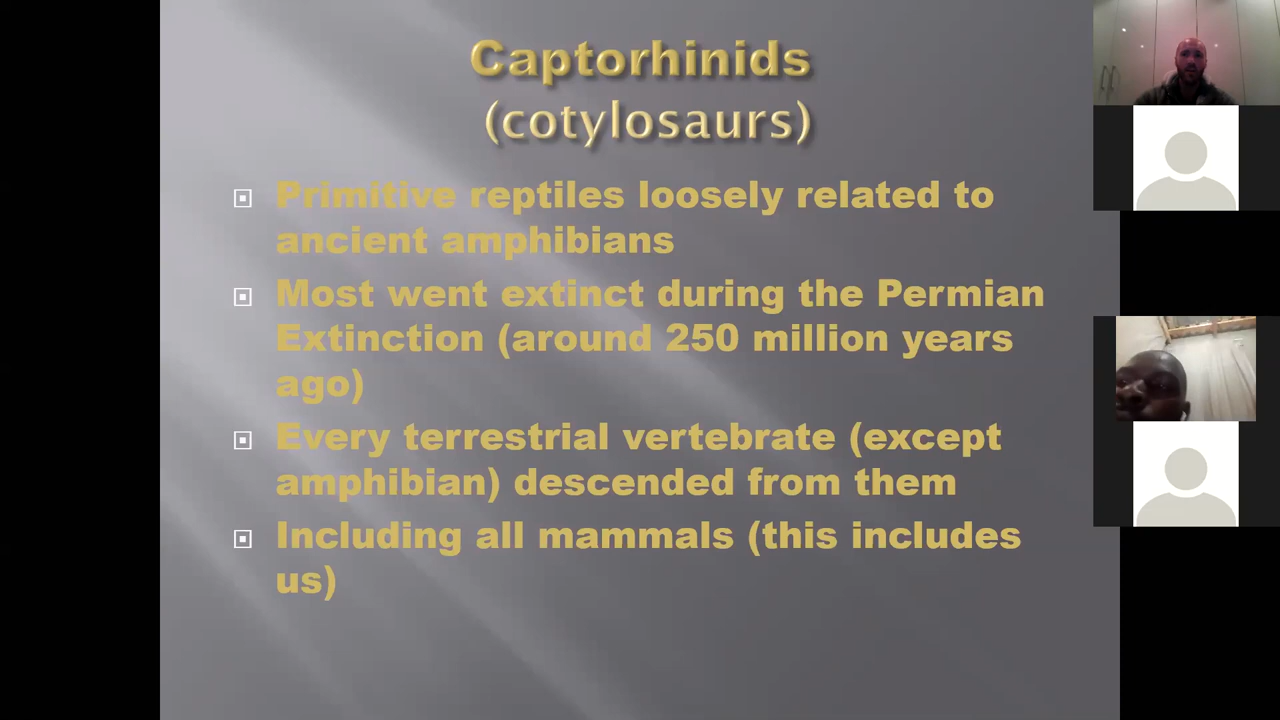 Captorhinids
(cotylosaurs)
Primitive reptiles loosely related to
ancient amphibians
Most went extinct during the Permian
Extinction (around 250 million years
ago)
Every terrestrial vertebrate (except
amphibian) descended from them
Including all mammals (this includes
us)